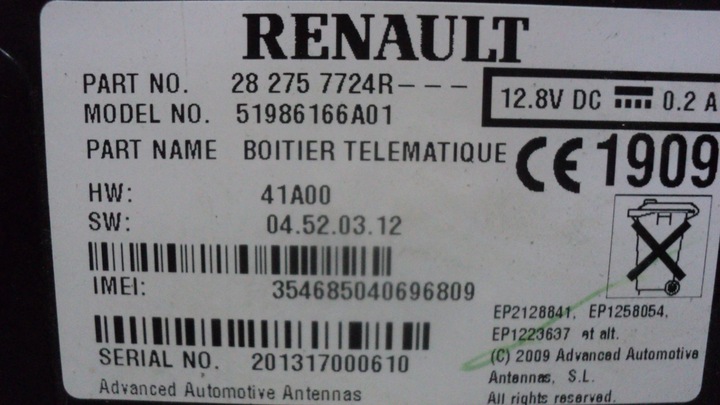 RENAULT
PART NO. 28 275 7724R---
12.8V DC 0.2 A
MODEL NO. 51986166A01
PART NAME BOITIER TELEMATIQUE
CE 1909
HW: 41A00
SW: 04.52.03.12
IMEI: 354685040696809
EP2128841, EP1258054,
EP1223637 et alt.
SERIAL NO. 201317000610
(C) 2009 Advanced Automotive
Antennas, S.L.
Advanced Automotive Antennas
All rights reserved.